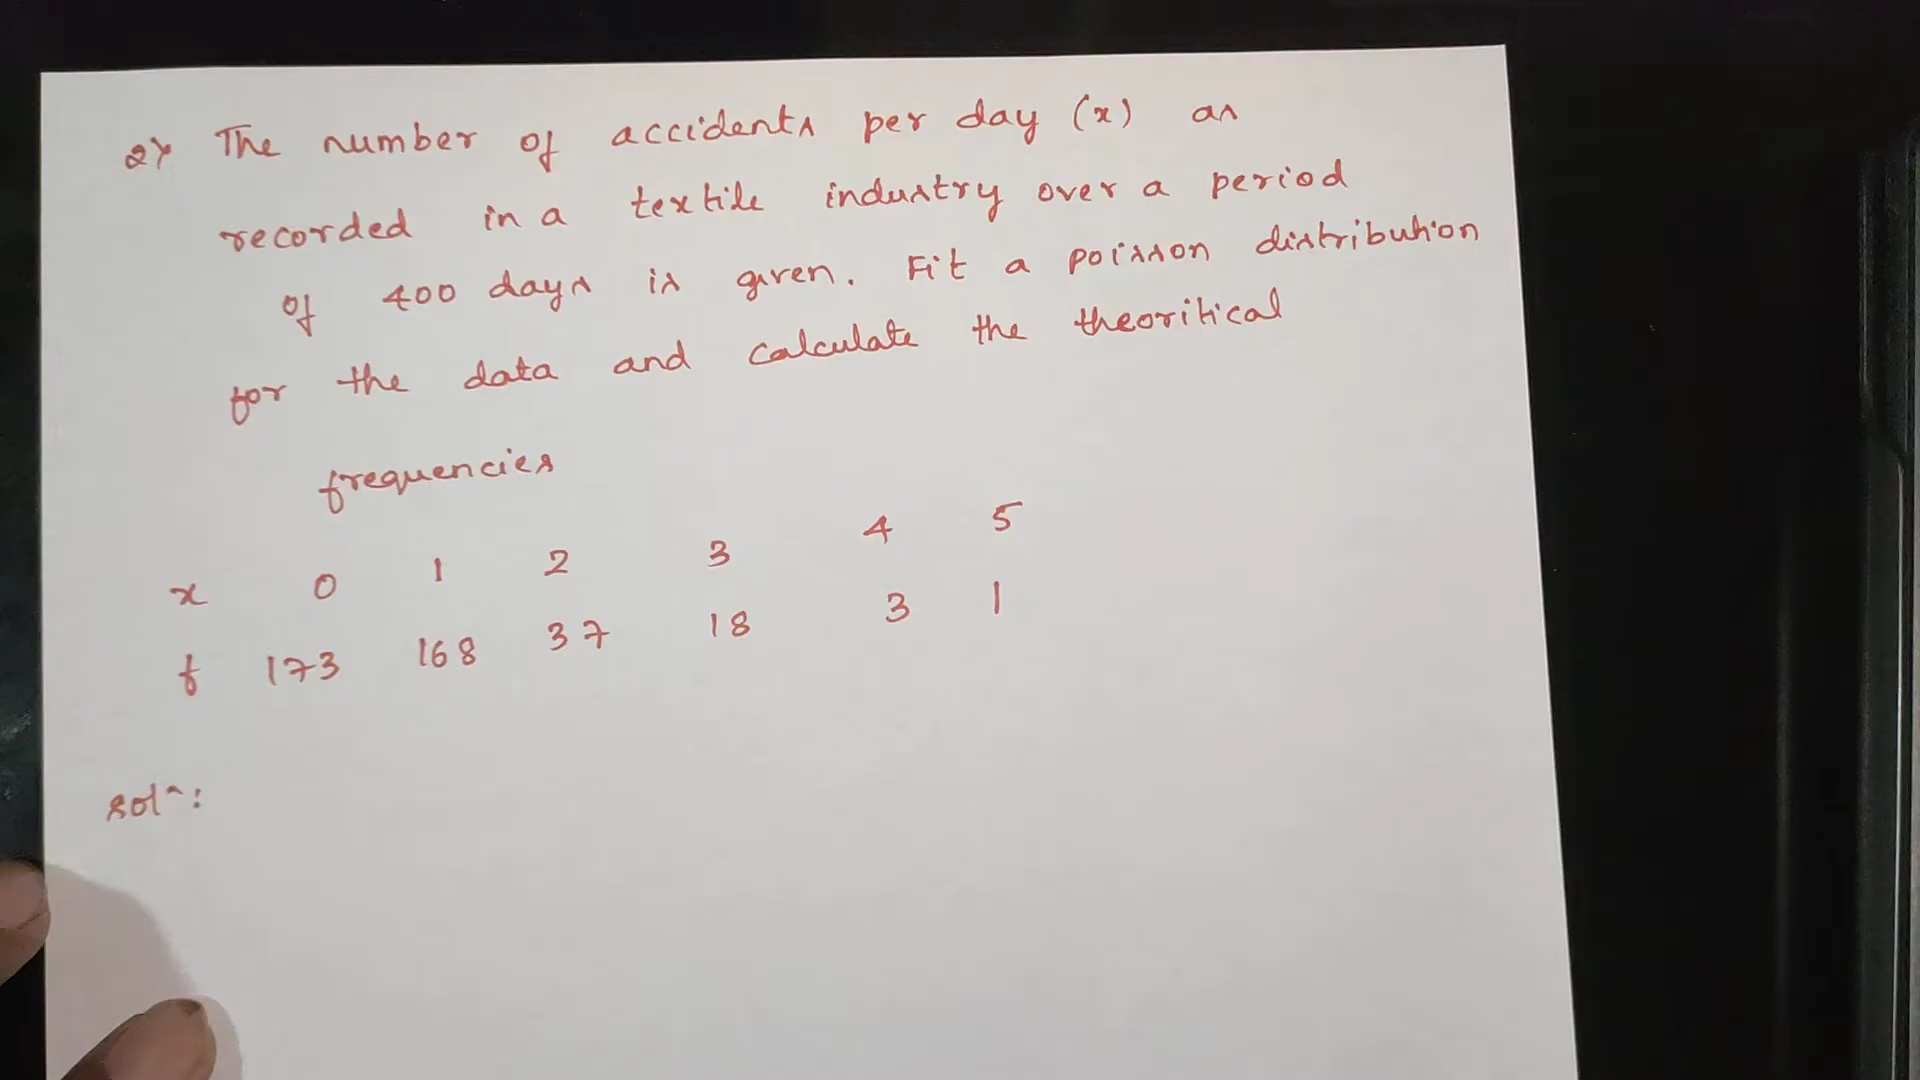 2) The number of accidents per day (x) as
recorded in a textile industry over a period
of 400 days is given. Fit a poisson distribution
for the data and calculate the theoritical
frequencies
x 0 1 2 3 4 5
f 173 168 37 18 3 1
solⁿ: